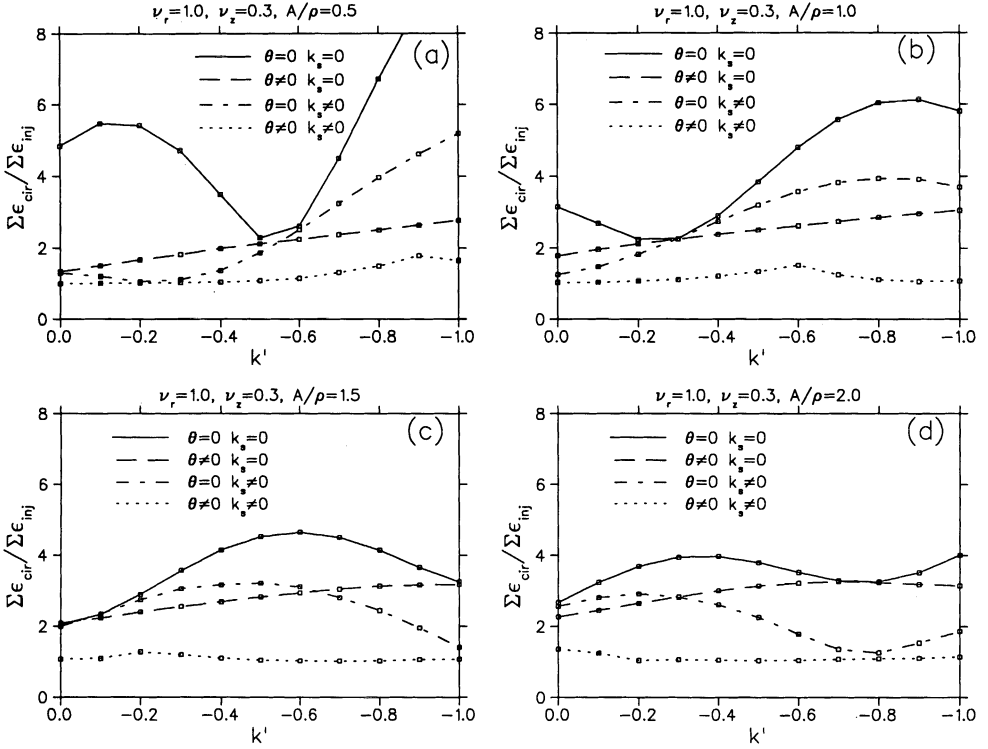 ν_r=1.0, ν_z=0.3, A/ρ=0.5
(a)
θ=0 k_s=0
θ≠0 k_s=0
θ=0 k_s≠0
θ≠0 k_s≠0
Σϵ_cir/Σϵ_inj
8
6
4
2
0
0.0 −0.2 −0.4 −0.6 −0.8 −1.0
k'
ν_r=1.0, ν_z=0.3, A/ρ=1.0
(b)
θ=0 k_s=0
θ≠0 k_s=0
θ=0 k_s≠0
θ≠0 k_s≠0
Σϵ_cir/Σϵ_inj
8
6
4
2
0
0.0 −0.2 −0.4 −0.6 −0.8 −1.0
k'
ν_r=1.0, ν_z=0.3, A/ρ=1.5
(c)
θ=0 k_s=0
θ≠0 k_s=0
θ=0 k_s≠0
θ≠0 k_s≠0
Σϵ_cir/Σϵ_inj
8
6
4
2
0
0.0 −0.2 −0.4 −0.6 −0.8 −1.0
k'
ν_r=1.0, ν_z=0.3, A/ρ=2.0
(d)
θ=0 k_s=0
θ≠0 k_s=0
θ=0 k_s≠0
θ≠0 k_s≠0
Σϵ_cir/Σϵ_inj
8
6
4
2
0
0.0 −0.2 −0.4 −0.6 −0.8 −1.0
k'